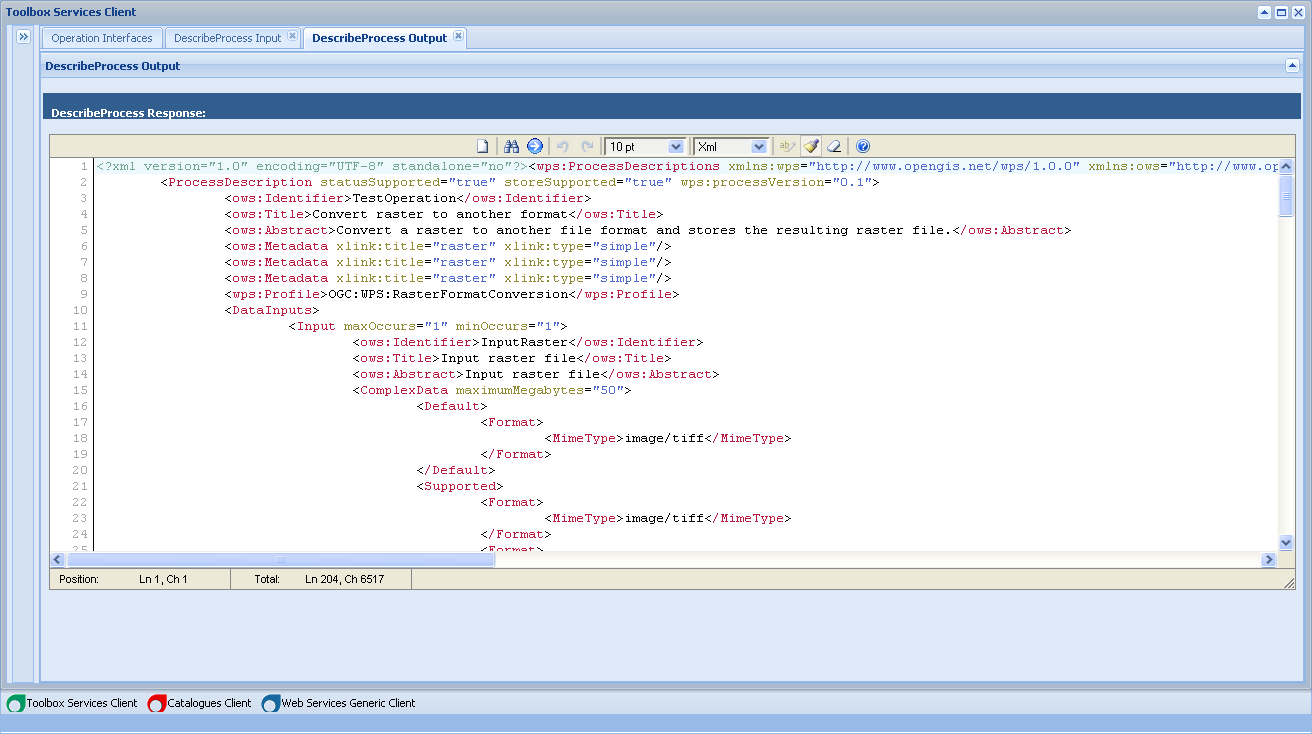 Toolbox Services Client
Operation Interfaces DescribeProcess Input DescribeProcess Output
DescribeProcess Output
DescribeProcess Response:
10 pt Xml
1 <?xml version="1.0" encoding="UTF-8" standalone="no"?><wps:ProcessDescriptions xmlns:wps="http://www.opengis.net/wps/1.0.0" xmlns:ows="http://www.op
2 <ProcessDescription statusSupported="true" storeSupported="true" wps:processVersion="0.1">
3 <ows:Identifier>TestOperation</ows:Identifier>
4 <ows:Title>Convert raster to another format</ows:Title>
5 <ows:Abstract>Convert a raster to another file format and stores the resulting raster file.</ows:Abstract>
6 <ows:Metadata xlink:title="raster" xlink:type="simple"/>
7 <ows:Metadata xlink:title="raster" xlink:type="simple"/>
8 <ows:Metadata xlink:title="raster" xlink:type="simple"/>
9 <wps:Profile>OGC:WPS:RasterFormatConversion</wps:Profile>
10 <DataInputs>
11 <Input maxOccurs="1" minOccurs="1">
12 <ows:Identifier>InputRaster</ows:Identifier>
13 <ows:Title>Input raster file</ows:Title>
14 <ows:Abstract>Input raster file</ows:Abstract>
15 <ComplexData maximumMegabytes="50">
16 <Default>
17 <Format>
18 <MimeType>image/tiff</MimeType>
19 </Format>
20 </Default>
21 <Supported>
22 <Format>
23 <MimeType>image/tiff</MimeType>
24 </Format>
25 <Format>
Position: Ln 1, Ch 1 Total: Ln 204, Ch 6517
Toolbox Services Client Catalogues Client Web Services Generic Client